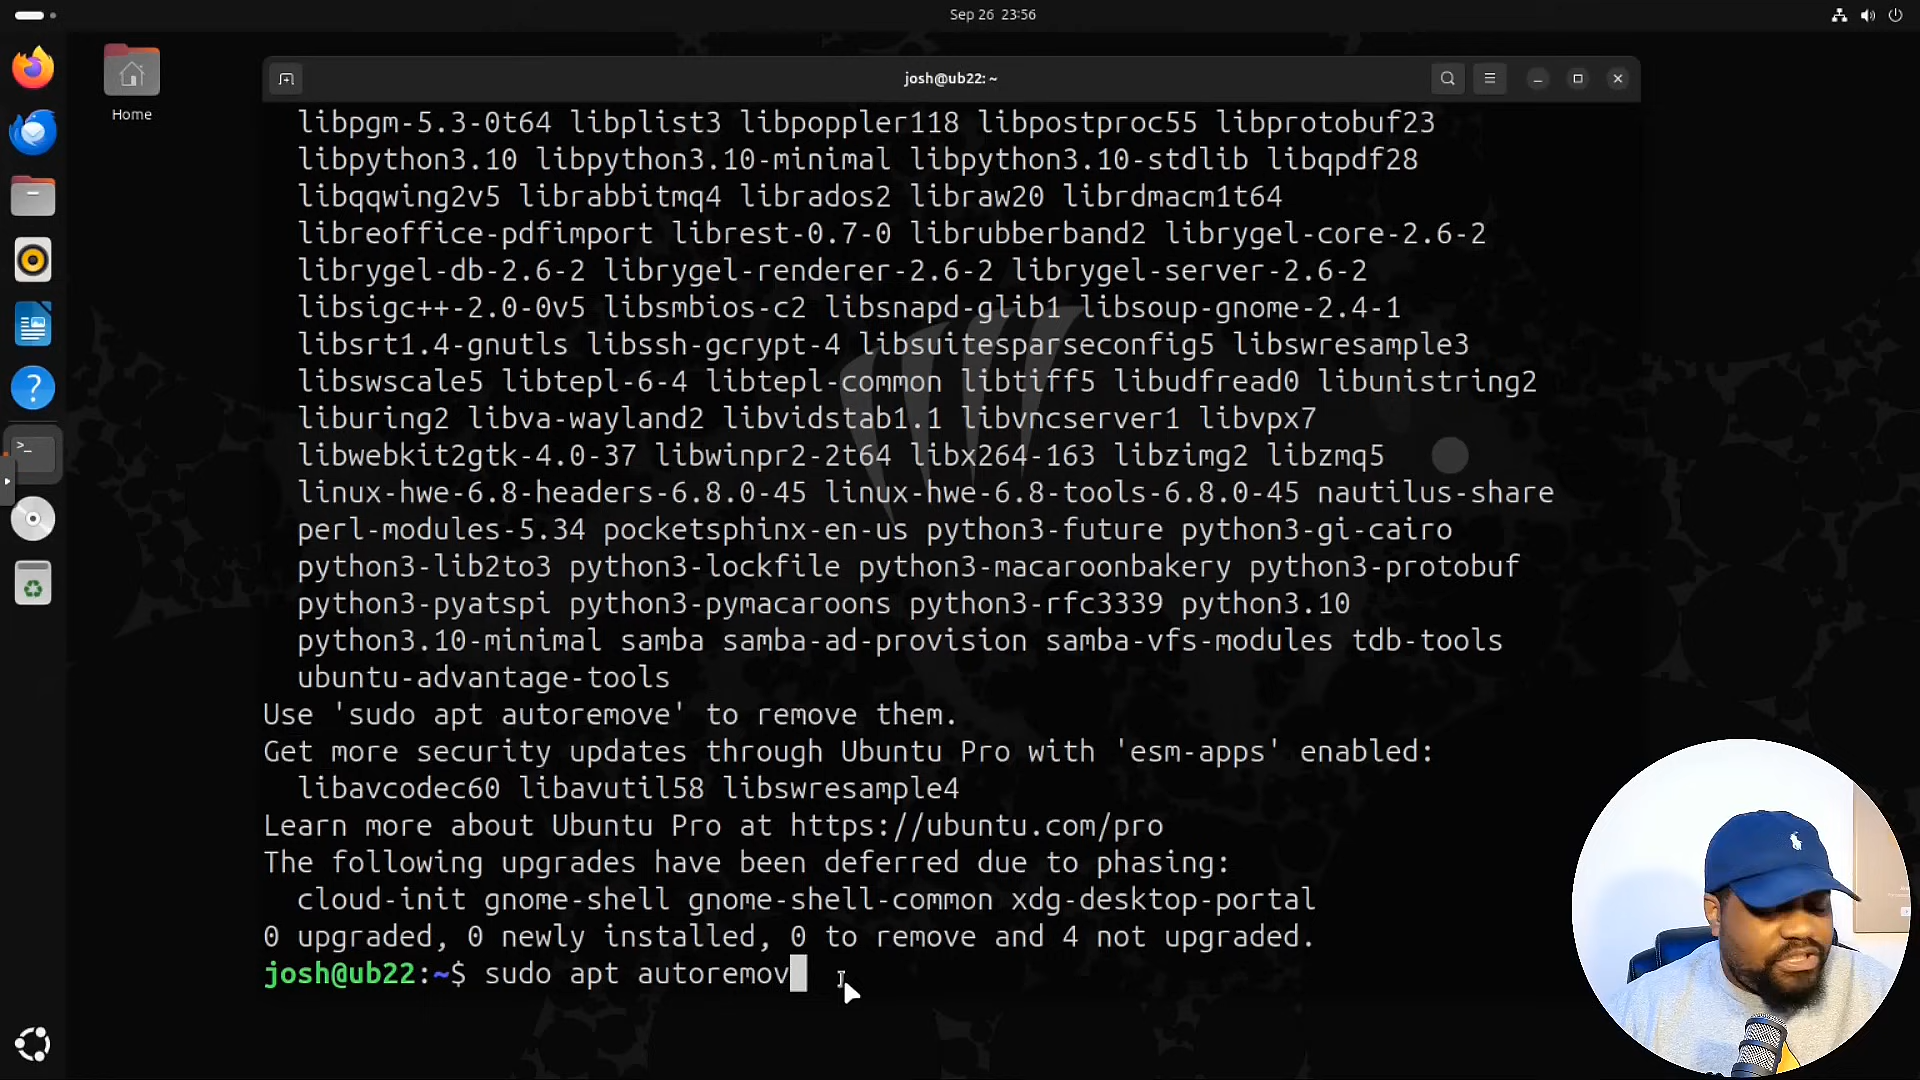 Sep 26 23:56
Home
josh@ub22: ~
libpgm-5.3-0t64 libplist3 libpoppler118 libpostproc55 libprotobuf23
libpython3.10 libpython3.10-minimal libpython3.10-stdlib libqpdf28
libqqwing2v5 librabbitmq4 librados2 libraw20 librdmacm1t64
libreoffice-pdfimport librest-0.7-0 librubberband2 librygel-core-2.6-2
librygel-db-2.6-2 librygel-renderer-2.6-2 librygel-server-2.6-2
libsigc++-2.0-0v5 libsmbios-c2 libsnapd-glib1 libsoup-gnome-2.4-1
libsrt1.4-gnutls libssh-gcrypt-4 libsuitesparseconfig5 libswresample3
libswscale5 libtepl-6-4 libtepl-common libtiff5 libudfread0 libunistring2
liburing2 libva-wayland2 libvidstab1.1 libvncserver1 libvpx7
libwebkit2gtk-4.0-37 libwinpr2-2t64 libx264-163 libzimg2 libzmq5
linux-hwe-6.8-headers-6.8.0-45 linux-hwe-6.8-tools-6.8.0-45 nautilus-share
perl-modules-5.34 pocketsphinx-en-us python3-future python3-gi-cairo
python3-lib2to3 python3-lockfile python3-macaroonbakery python3-protobuf
python3-pyatspi python3-pymacaroons python3-rfc3339 python3.10
python3.10-minimal samba samba-ad-provision samba-vfs-modules tdb-tools
ubuntu-advantage-tools
Use 'sudo apt autoremove' to remove them.
Get more security updates through Ubuntu Pro with 'esm-apps' enabled:
libavcodec60 libavutil58 libswresample4
Learn more about Ubuntu Pro at https://ubuntu.com/pro
The following upgrades have been deferred due to phasing:
cloud-init gnome-shell gnome-shell-common xdg-desktop-portal
0 upgraded, 0 newly installed, 0 to remove and 4 not upgraded.
josh@ub22:~$ sudo apt autoremov